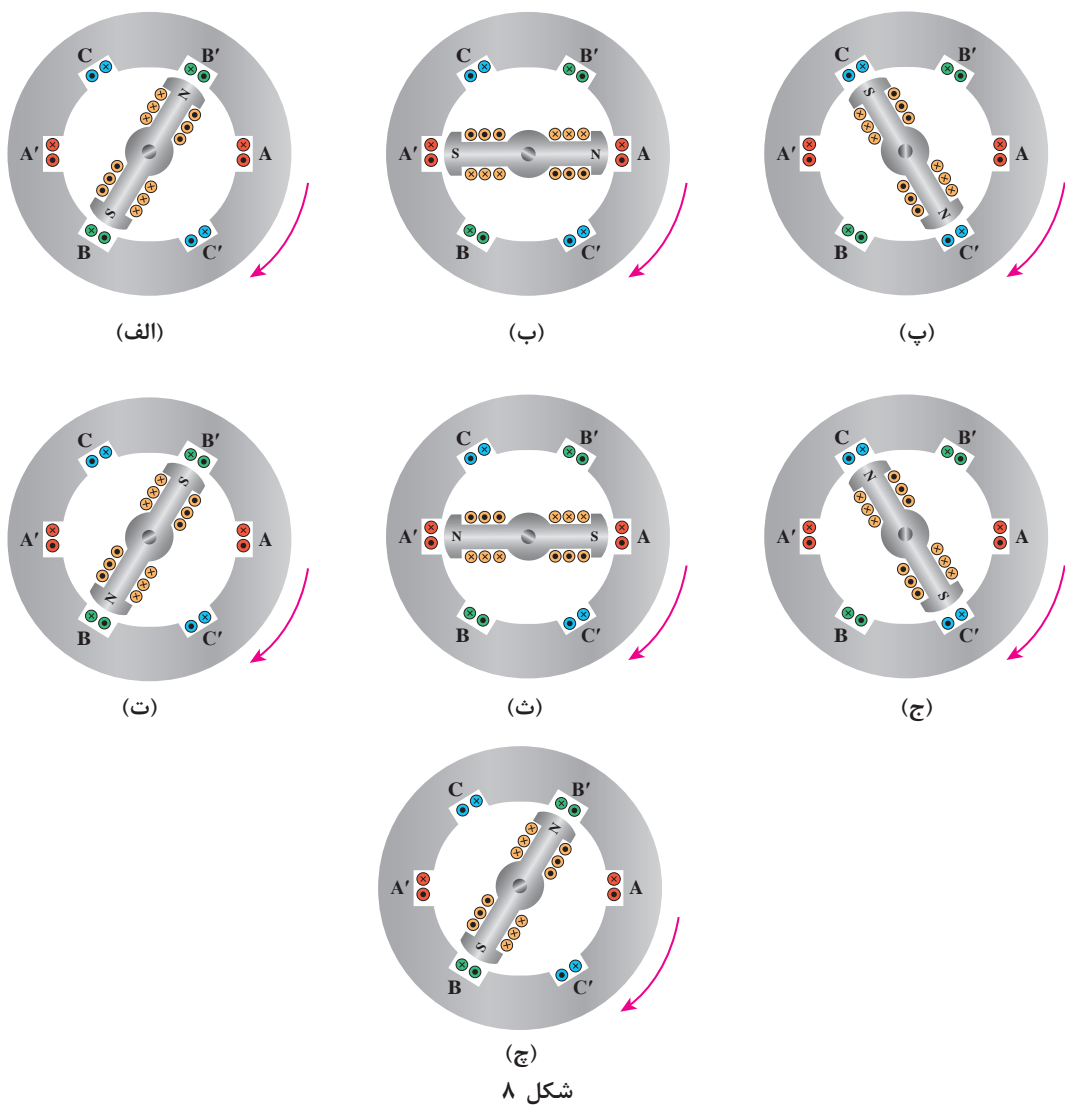 C B′
N
A′ A
S
B C′
(الف)
C B′
A′ S N A
B C′
(ب)
C B′
S
A′ A
N
B C′
(پ)
C B′
S
A′ A
N
B C′
(ت)
C B′
A′ N S A
B C′
(ث)
C B′
N
A′ A
S
B C′
(ج)
C B′
N
A′ A
S
B C′
(چ)
شکل ۸